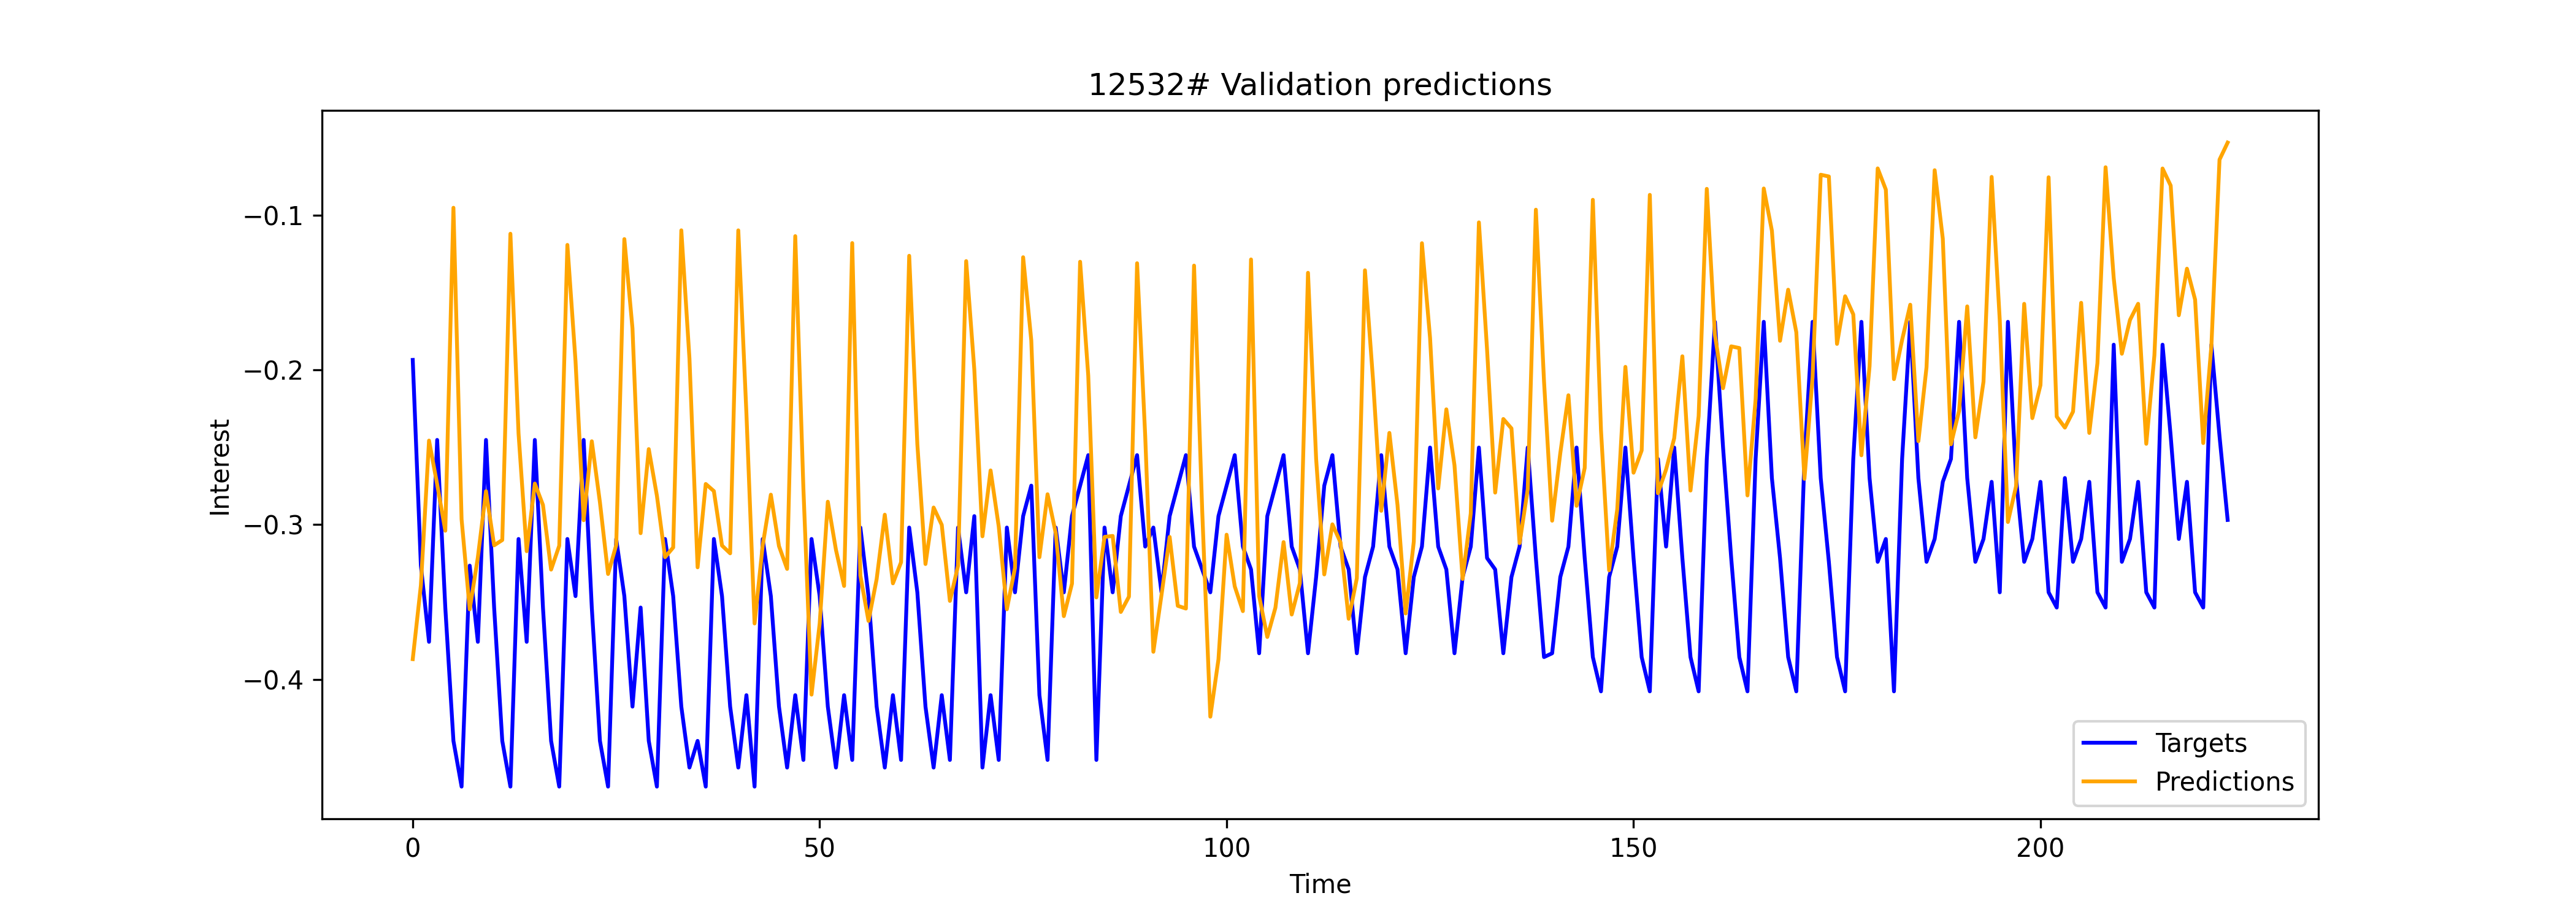 12532# Validation predictions
Interest
−0.1
−0.2
−0.3
−0.4
0
50
100
150
200
Time
Targets
Predictions